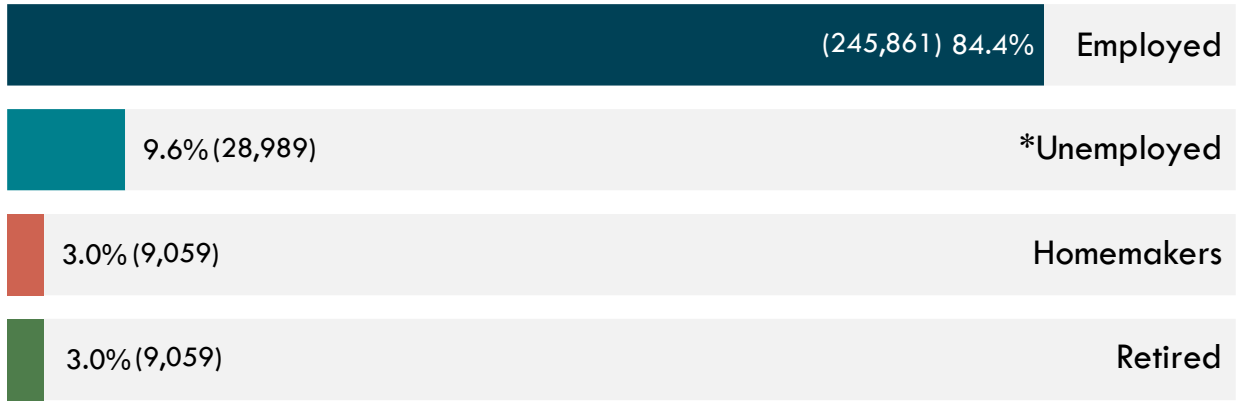 (245,861) 84.4% Employed
9.6% (28,989) *Unemployed
3.0% (9,059) Homemakers
3.0% (9,059) Retired